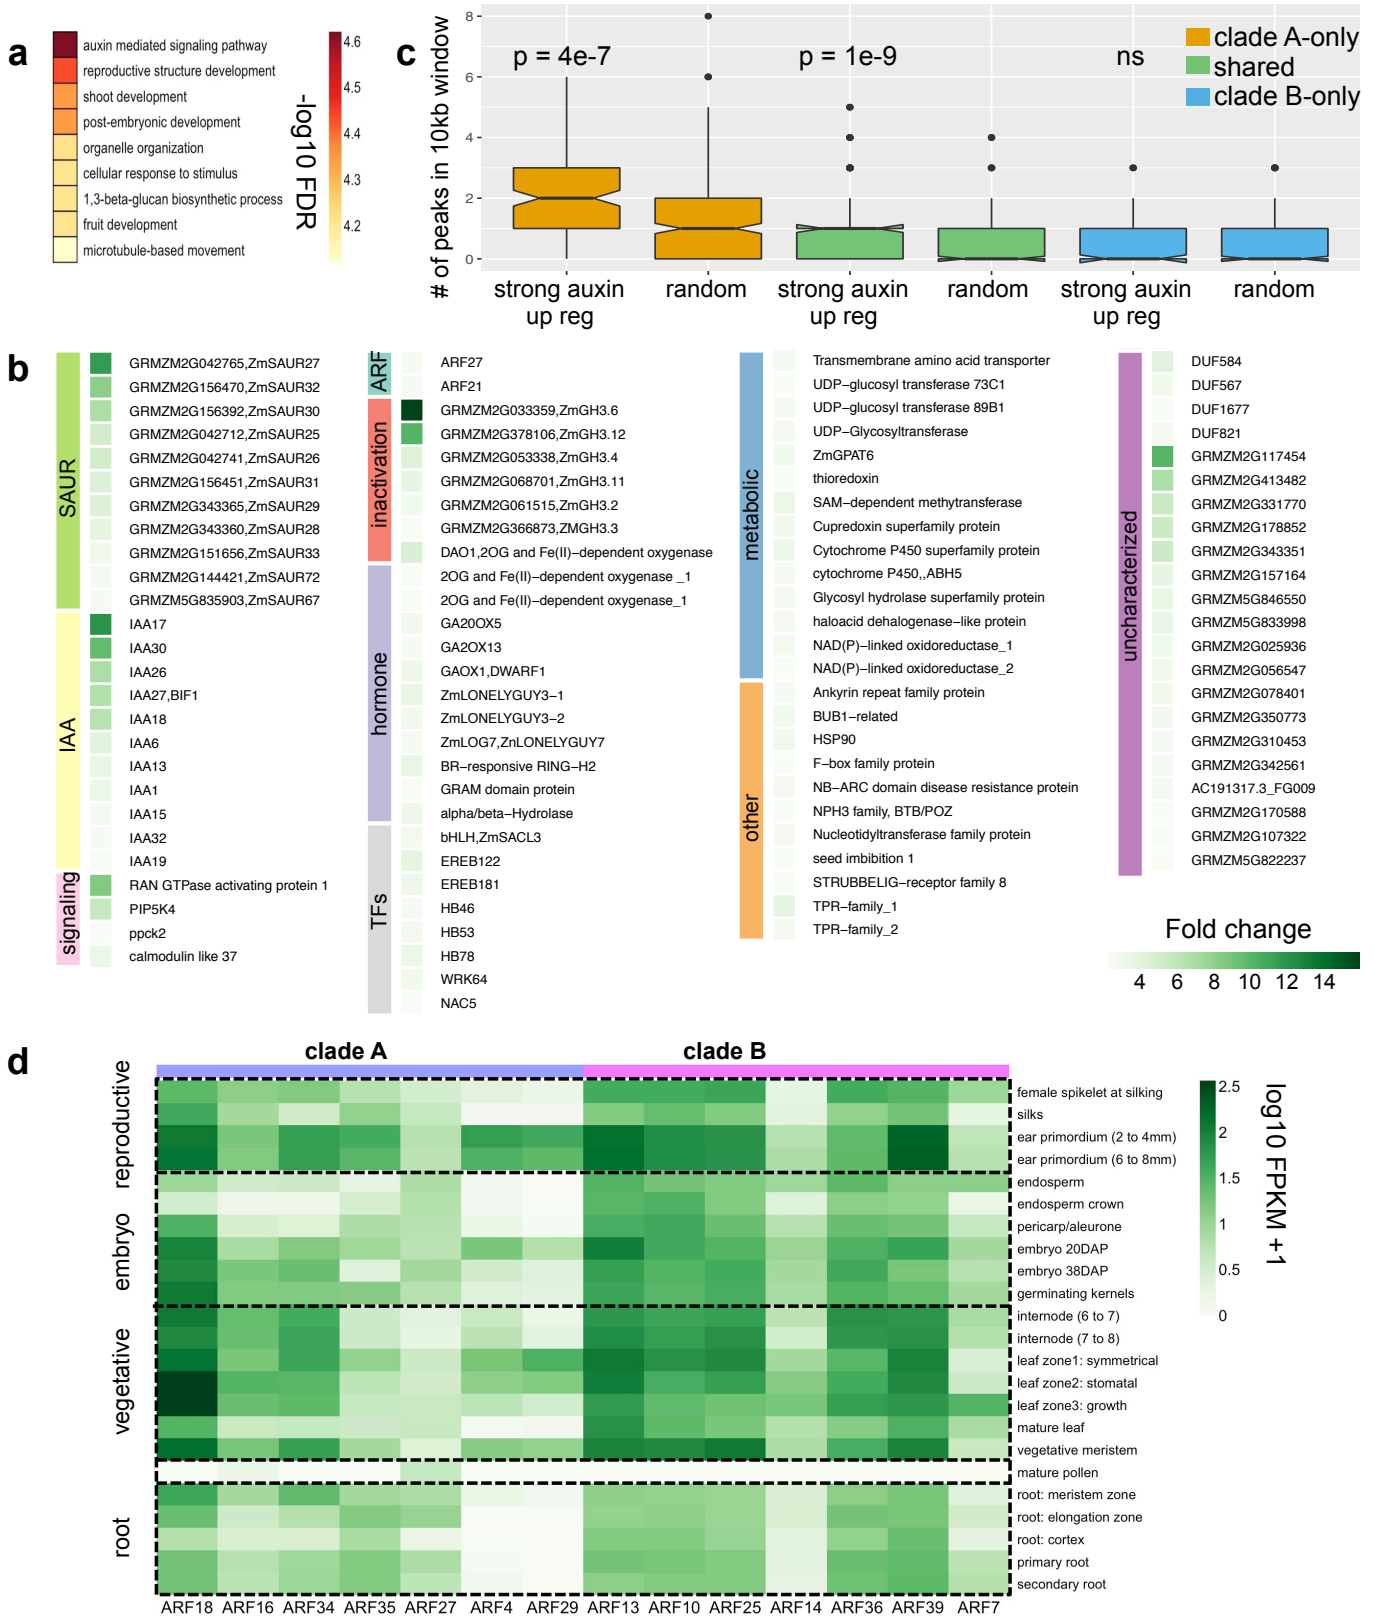 a
auxin mediated signaling pathway
reproductive structure development
shoot development
post-embryonic development
organelle organization
cellular response to stimulus
1,3-beta-glucan biosynthetic process
fruit development
microtubule-based movement
4.6
4.5
4.4
4.3
4.2
-log10 FDR
c
# of peaks in 10kb window
8
6
4
2
0
p = 4e-7
p = 1e-9
ns
clade A-only
shared
clade B-only
strong auxin up reg
random
strong auxin up reg
random
strong auxin up reg
random
b
SAUR
GRMZM2G042765,ZmSAUR27
GRMZM2G156470,ZmSAUR32
GRMZM2G156392,ZmSAUR30
GRMZM2G042712,ZmSAUR25
GRMZM2G042741,ZmSAUR26
GRMZM2G156451,ZmSAUR31
GRMZM2G343365,ZmSAUR29
GRMZM2G343360,ZmSAUR28
GRMZM2G151656,ZmSAUR33
GRMZM2G144421,ZmSAUR72
GRMZM5G835903,ZmSAUR67
IAA
IAA17
IAA30
IAA26
IAA27,BIF1
IAA18
IAA6
IAA13
IAA1
IAA15
IAA32
IAA19
signaling
RAN GTPase activating protein 1
PIP5K4
ppck2
calmodulin like 37
ARF
ARF27
ARF21
inactivation
GRMZM2G033359,ZmGH3.6
GRMZM2G378106,ZmGH3.12
GRMZM2G053338,ZmGH3.4
GRMZM2G068701,ZmGH3.11
GRMZM2G061515,ZmGH3.2
GRMZM2G366873,ZMGH3.3
DAO1,2OG and Fe(II)−dependent oxygenase
hormone
2OG and Fe(II)−dependent oxygenase _1
2OG and Fe(II)−dependent oxygenase_1
GA20OX5
GA2OX13
GAOX1,DWARF1
ZmLONELYGUY3−1
ZmLONELYGUY3−2
ZmLOG7,ZnLONELYGUY7
BR−responsive RING−H2
GRAM domain protein
alpha/beta−Hydrolase
TFs
bHLH,ZmSACL3
EREB122
EREB181
HB46
HB53
HB78
WRK64
NAC5
metabolic
Transmembrane amino acid transporter
UDP−glucosyl transferase 73C1
UDP−glucosyl transferase 89B1
UDP−Glycosyltransferase
ZmGPAT6
thioredoxin
SAM−dependent methytransferase
Cupredoxin superfamily protein
Cytochrome P450 superfamily protein
cytochrome P450,,ABH5
Glycosyl hydrolase superfamily protein
haloacid dehalogenase−like protein
NAD(P)−linked oxidoreductase_1
NAD(P)−linked oxidoreductase_2
other
Ankyrin repeat family protein
BUB1−related
HSP90
F−box family protein
NB−ARC domain disease resistance protein
NPH3 family, BTB/POZ
Nucleotidyltransferase family protein
seed imbibition 1
STRUBBELIG−receptor family 8
TPR−family_1
TPR−family_2
uncharacterized
DUF584
DUF567
DUF1677
DUF821
GRMZM2G117454
GRMZM2G413482
GRMZM2G331770
GRMZM2G178852
GRMZM2G343351
GRMZM2G157164
GRMZM5G846550
GRMZM5G833998
GRMZM2G025936
GRMZM2G056547
GRMZM2G078401
GRMZM2G350773
GRMZM2G310453
GRMZM2G342561
AC191317.3_FG009
GRMZM2G170588
GRMZM2G107322
GRMZM5G822237
Fold change
4 6 8 10 12 14
d
clade A
clade B
reproductive
embryo
vegetative
root
female spikelet at silking
silks
ear primordium (2 to 4mm)
ear primordium (6 to 8mm)
endosperm
endosperm crown
pericarp/aleurone
embryo 20DAP
embryo 38DAP
germinating kernels
internode (6 to 7)
internode (7 to 8)
leaf zone1: symmetrical
leaf zone2: stomatal
leaf zone3: growth
mature leaf
vegetative meristem
mature pollen
root: meristem zone
root: elongation zone
root: cortex
primary root
secondary root
ARF18 ARF16 ARF34 ARF35 ARF27 ARF4 ARF29 ARF13 ARF10 ARF25 ARF14 ARF36 ARF39 ARF7
2.5
2
1.5
1
0.5
0
log10 FPKM +1